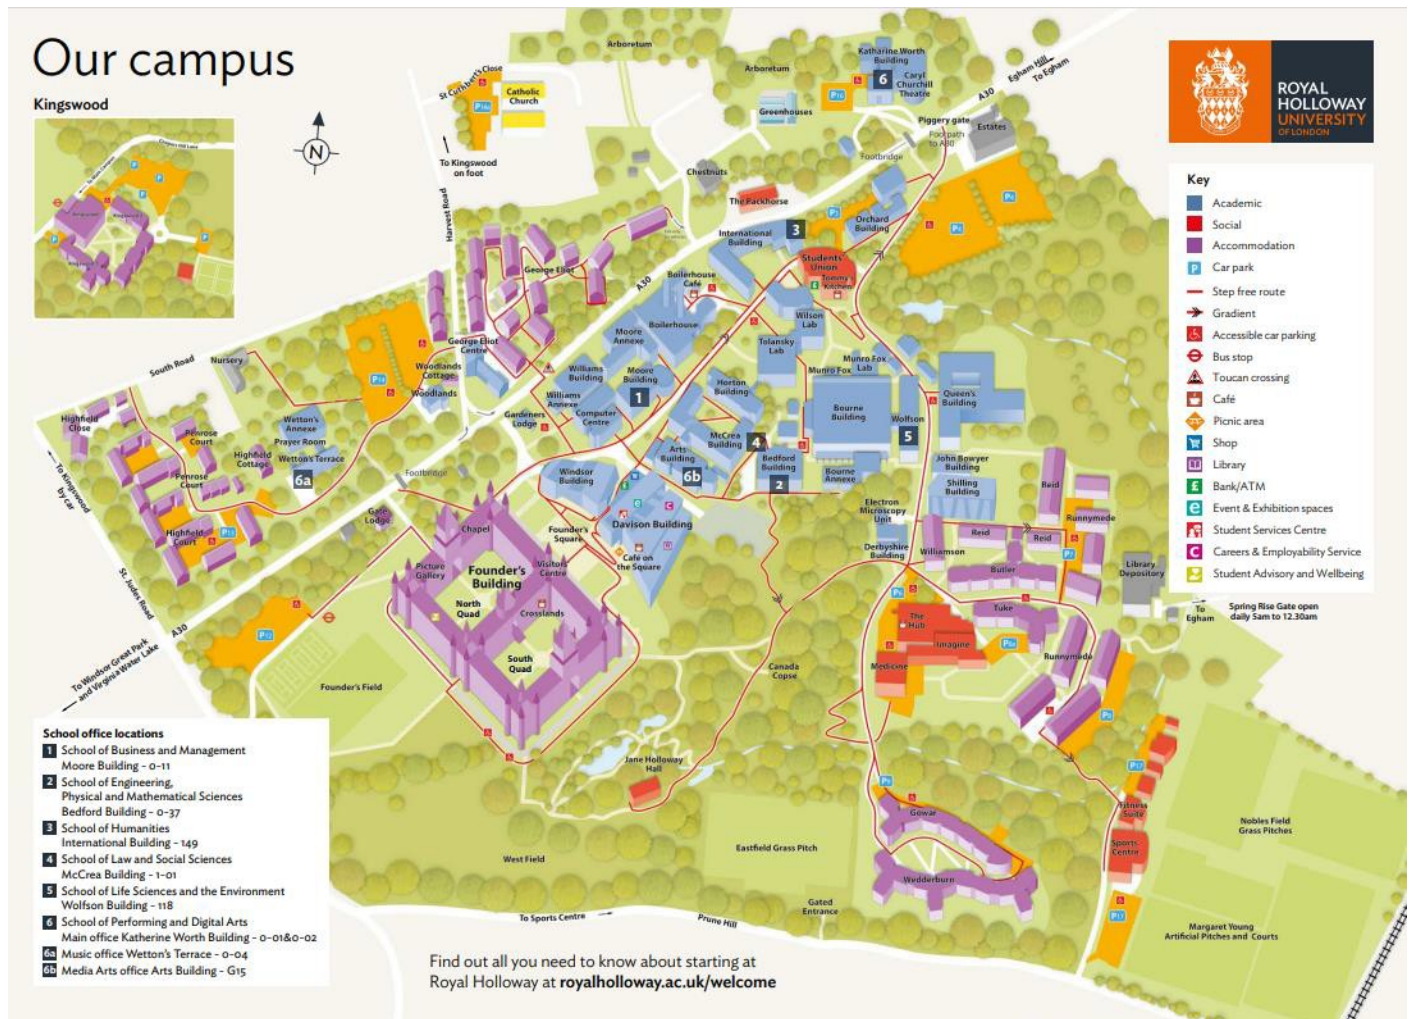 Our campus
Kingswood
N
ROYAL
HOLLOWAY
UNIVERSITY
OF LONDON
Key
Academic
Social
Accommodation
P Car park
Step free route
Gradient
Accessible car parking
Bus stop
Toucan crossing
Café
Picnic area
Shop
Library
£ Bank/ATM
e Event & Exhibition spaces
Student Services Centre
C Careers & Employability Service
Student Advisory and Wellbeing
Arboretum
Arboretum
St Cuthbert's Close
Catholic
Church
To Kingswood
on foot
Harvest Road
Katharine Worth
Building
6
Caryl
Churchill
Theatre
Greenhouses
Egham Hill
To Egham
A30
Piggery gate
Footpath
to A30
Estates
Footbridge
Chestnuts
The Packhorse
International
Building
3
Orchard
Building
Students'
Union
Tommy's
Kitchen
George Eliot
A30
Boilerhouse
Café
Boilerhouse
Moore
Annexe
Wilson
Lab
Tolansky
Lab
George Eliot
Centre
South Road
Nursery
Woodlands
Cottage
Woodlands
Williams
Building
Moore
Building
1
Williams
Annexe
Computer
Centre
Gardeners
Lodge
Horton
Building
Munro Fox
Lab
Munro Fox
Bourne
Building
Wolfson
5
Queen's
Building
Highfield
Close
Penrose
Court
Wetton's
Annexe
Prayer Room
Wetton's Terrace
6a
Highfield
Cottage
Penrose
Court
Highfield
Court
To Kingswood
by car
Footbridge
Gate
Lodge
Windsor
Building
Arts
Building
6b
McCrea
Building
4
Bedford
Building
2
Bourne
Annexe
John Bowyer
Building
Shilling
Building
Electron
Microscopy
Unit
Derbyshire
Building
Williamson
Reid
Reid
Reid
Runnymede
Butler
Tuke
Library
Depository
To
Egham
Spring Rise Gate open
daily 5am to 12.30am
Davison Building
Founder's
Square
Café on
the Square
Chapel
Picture
Gallery
Founder's
Building
Visitors
Centre
North
Quad
Crosslands
South
Quad
St. Judes Road
A30
To Windsor Great Park
and Virginia Water Lake
Founder's Field
The
Hub
Imagine
Medicine
Runnymede
Canada
Copse
Jane Holloway
Hall
Gowar
Wedderburn
Fitness
Suite
Sports
Centre
Nobles Field
Grass Pitches
Margaret Young
Artificial Pitches and Courts
West Field
Eastfield Grass Pitch
Gated
Entrance
To Sports Centre
Prune Hill
School office locations
1 School of Business and Management
Moore Building - 0-11
2 School of Engineering,
Physical and Mathematical Sciences
Bedford Building - 0-37
3 School of Humanities
International Building - 149
4 School of Law and Social Sciences
McCrea Building - 1-01
5 School of Life Sciences and the Environment
Wolfson Building - 118
6 School of Performing and Digital Arts
Main office Katherine Worth Building - 0-01&0-02
6a Music office Wetton's Terrace - 0-04
6b Media Arts office Arts Building - G15
Find out all you need to know about starting at
Royal Holloway at royalholloway.ac.uk/welcome